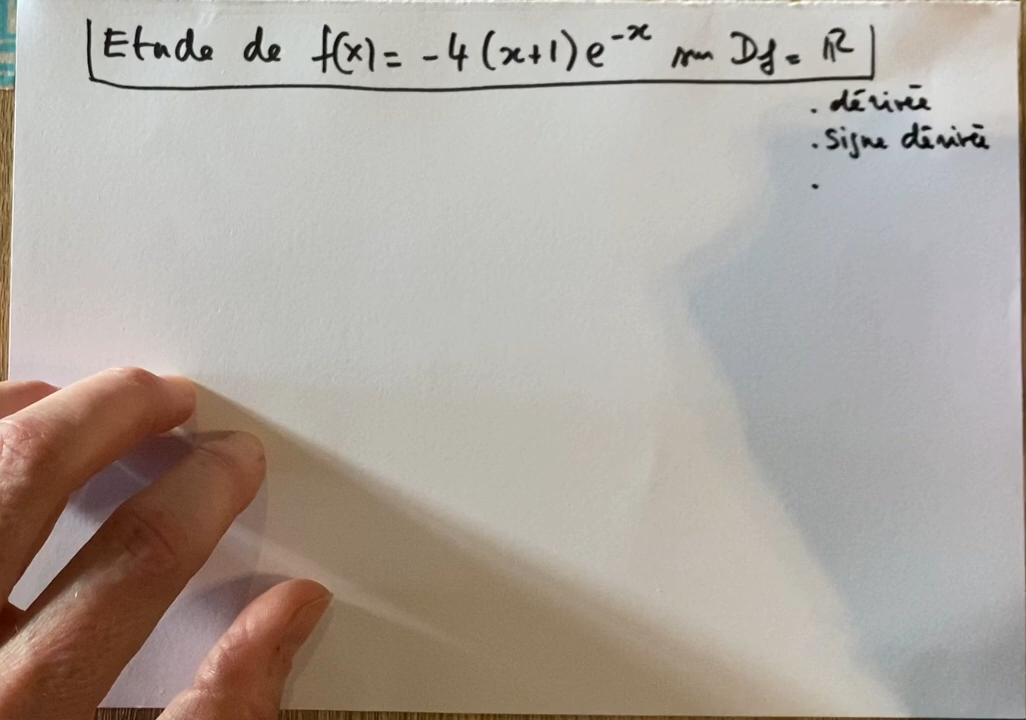 Etude de f(x) = -4 (x+1) e^{-x} sur Df = ℝ
. dérivée
. Signe dérivée
.